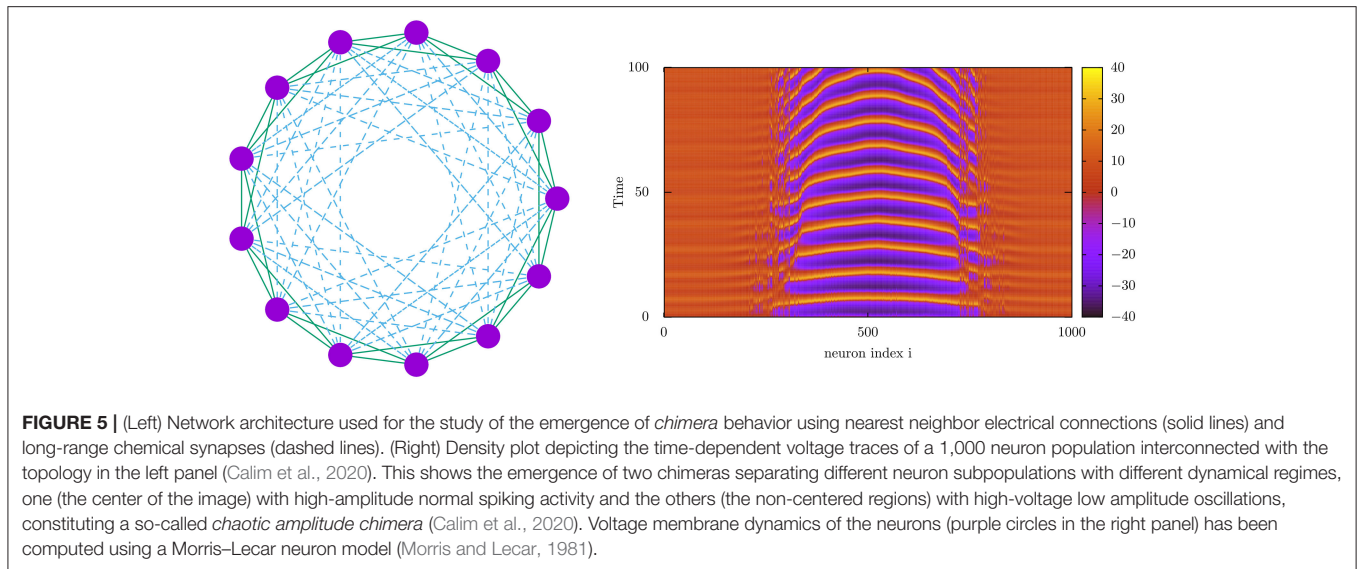 100
50
0
Time
0
500
1000
neuron index i
40
30
20
10
0
−10
−20
−30
−40
FIGURE 5 | (Left) Network architecture used for the study of the emergence of chimera behavior using nearest neighbor electrical connections (solid lines) and
long-range chemical synapses (dashed lines). (Right) Density plot depicting the time-dependent voltage traces of a 1,000 neuron population interconnected with the
topology in the left panel (Calim et al., 2020). This shows the emergence of two chimeras separating different neuron subpopulations with different dynamical regimes,
one (the center of the image) with high-amplitude normal spiking activity and the others (the non-centered regions) with high-voltage low amplitude oscillations,
constituting a so-called chaotic amplitude chimera (Calim et al., 2020). Voltage membrane dynamics of the neurons (purple circles in the right panel) has been
computed using a Morris–Lecar neuron model (Morris and Lecar, 1981).